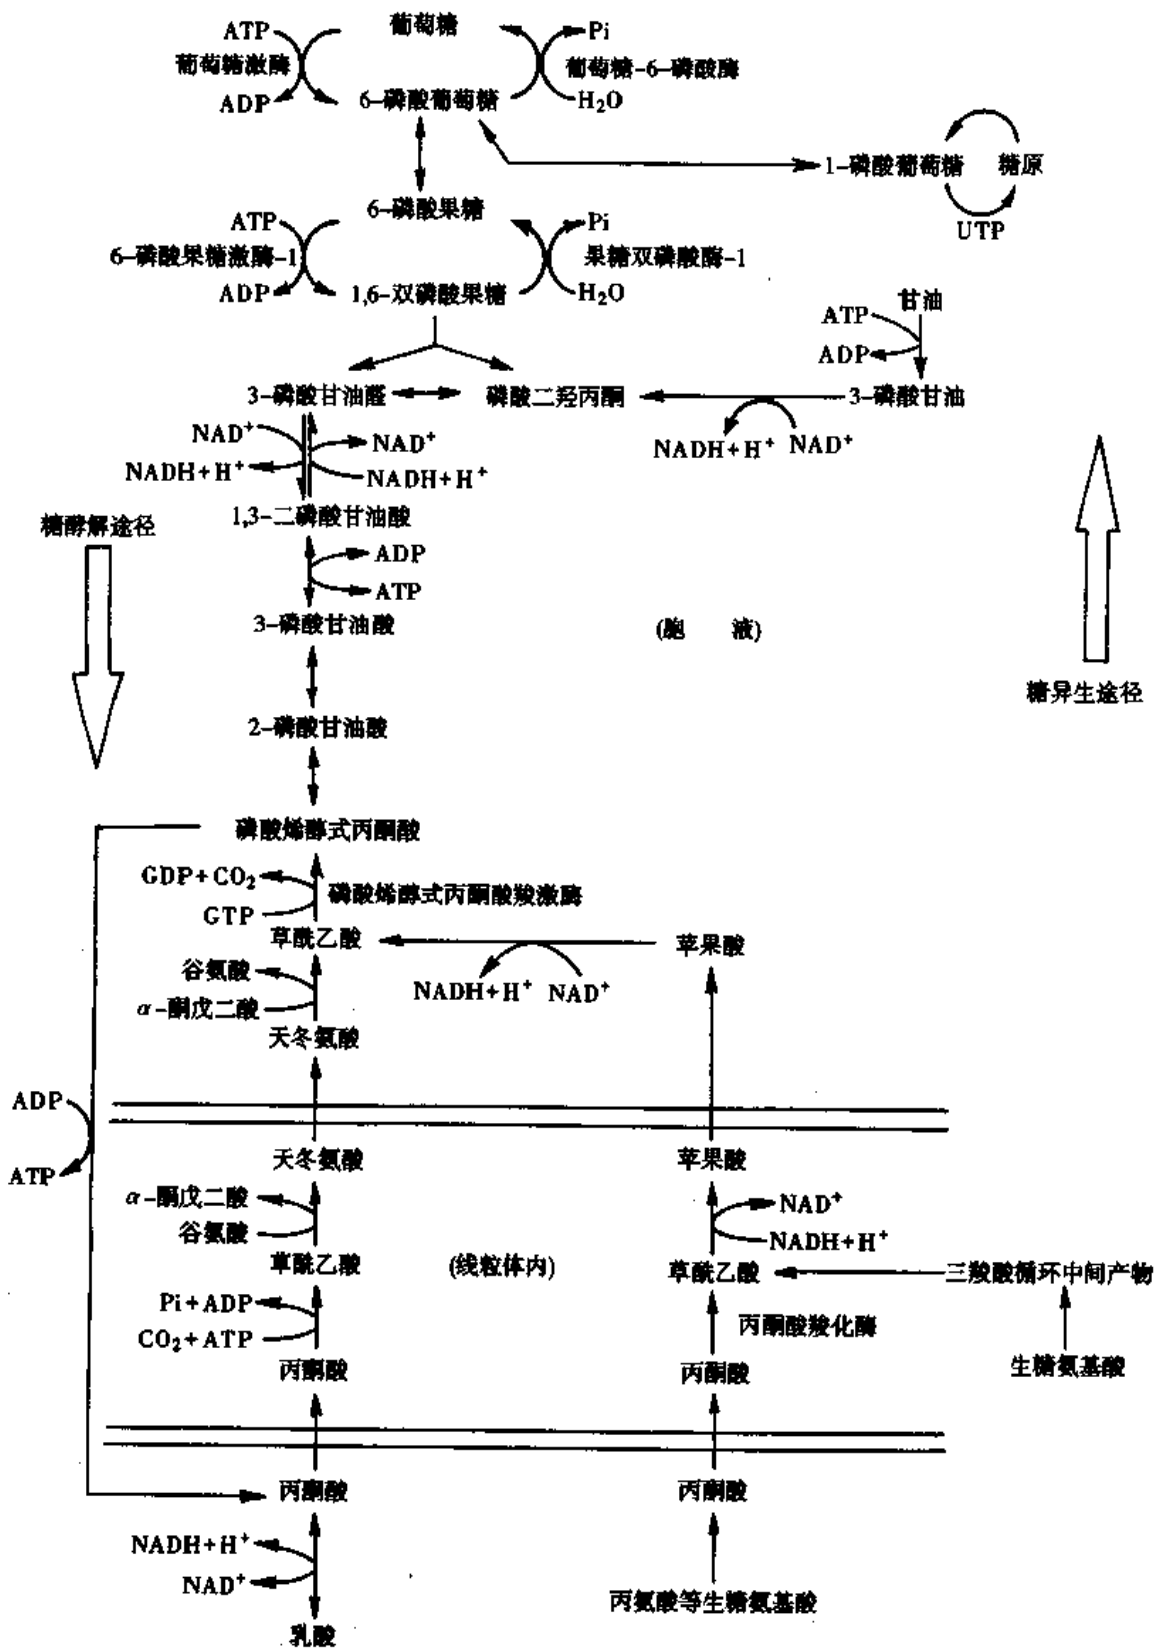 ATP 葡萄糖 Pi
葡萄糖激酶 葡萄糖-6-磷酸酶
ADP 6-磷酸葡萄糖 H2O
1-磷酸葡萄糖 糖原
UTP
6-磷酸果糖
ATP Pi
6-磷酸果糖激酶-1 果糖双磷酸酶-1
ADP 1,6-双磷酸果糖 H2O
甘油
ATP
ADP
3-磷酸甘油醛 磷酸二羟丙酮 3-磷酸甘油
NAD+ NAD+ NADH+H+ NAD+
NADH+H+ NADH+H+
1,3-二磷酸甘油酸
糖酵解途径
ADP
ATP
3-磷酸甘油酸 (胞 液)
糖异生途径
2-磷酸甘油酸
磷酸烯醇式丙酮酸
GDP+CO2 磷酸烯醇式丙酮酸羧激酶
GTP
草酰乙酸 苹果酸
谷氨酸
NADH+H+ NAD+
α-酮戊二酸
天冬氨酸
ADP
天冬氨酸 苹果酸
ATP
α-酮戊二酸 NAD+
谷氨酸 NADH+H+
草酰乙酸 (线粒体内) 草酰乙酸 三羧酸循环中间产物
Pi+ADP
CO2+ATP 丙酮酸羧化酶
丙酮酸 丙酮酸 生糖氨基酸
丙酮酸 丙酮酸
NADH+H+
NAD+
丙氨酸等生糖氨基酸
乳酸